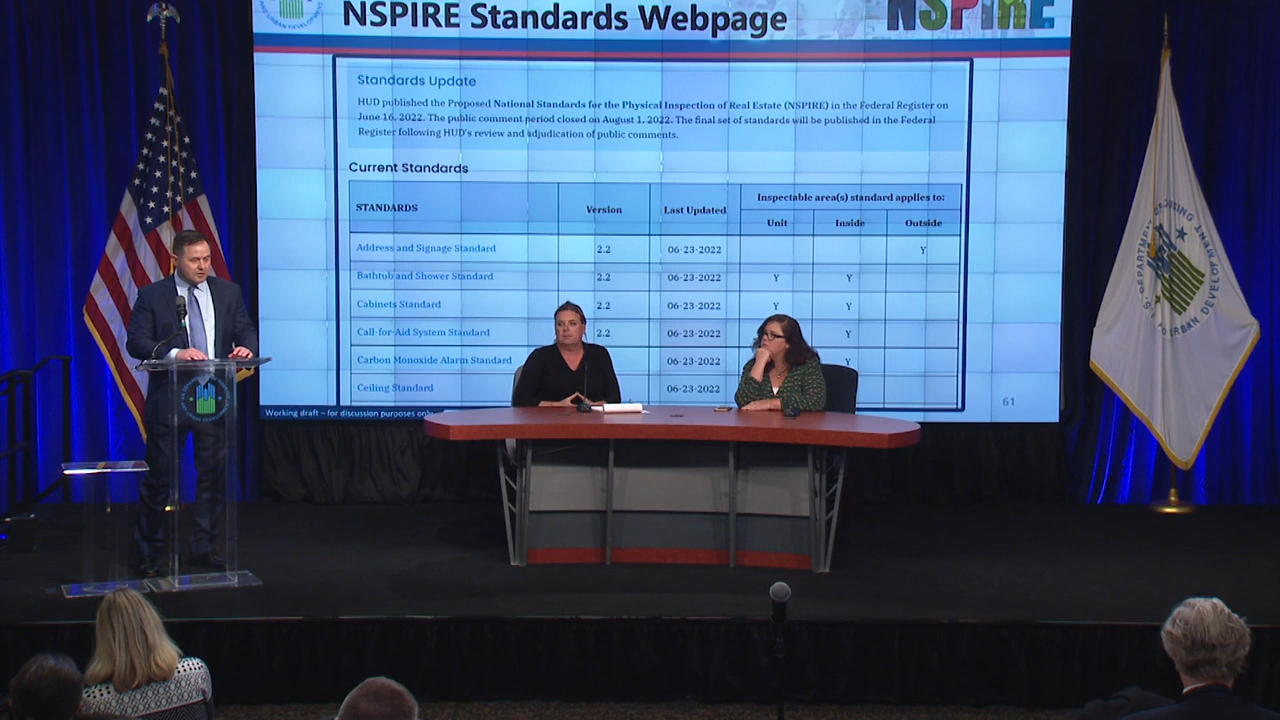 NSPIRE Standards Webpage
NSPIRE
AND URBAN DEVELOPMENT
Standards Update
HUD published the Proposed National Standards for the Physical Inspection of Real Estate (NSPIRE) in the Federal Register on
June 16, 2022. The public comment period closed on August 1, 2022. The final set of standards will be published in the Federal
Register following HUD's review and adjudication of public comments.
Current Standards
STANDARDS Version Last Updated Inspectable area(s) standard applies to:
Unit Inside Outside
Address and Signage Standard 2.2 06-23-2022 Y
Bathtub and Shower Standard 2.2 06-23-2022 Y Y
Cabinets Standard 2.2 06-23-2022 Y Y
Call-for-Aid System Standard 2.2 06-23-2022 Y
Carbon Monoxide Alarm Standard 06-23-2022 Y
Ceiling Standard 06-23-2022
Working draft – for discussion purposes only
61
URBAN DEVELOPMENT